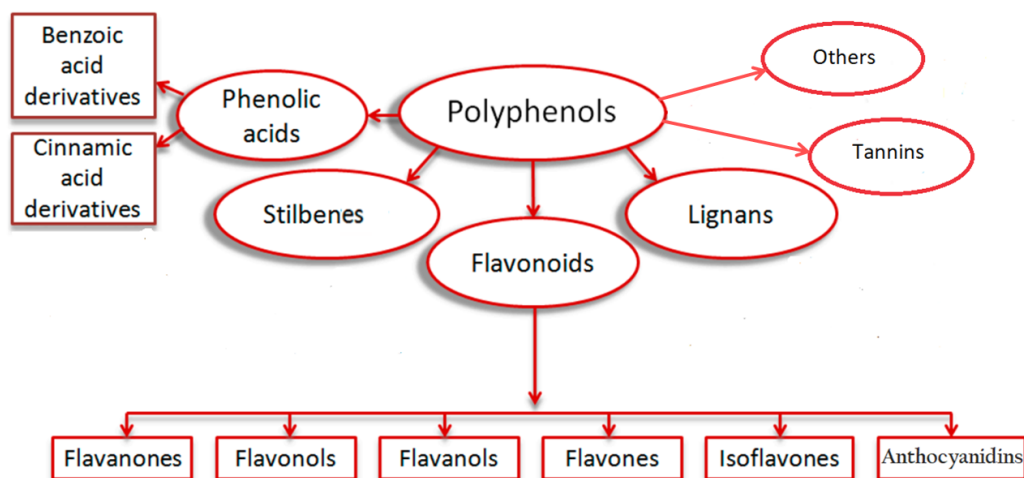 Benzoic
acid
derivatives
Cinnamic
acid
derivatives
Phenolic
acids
Polyphenols
Others
Tannins
Stilbenes
Flavonoids
Lignans
Flavanones
Flavonols
Flavanols
Flavones
Isoflavones
Anthocyanidins